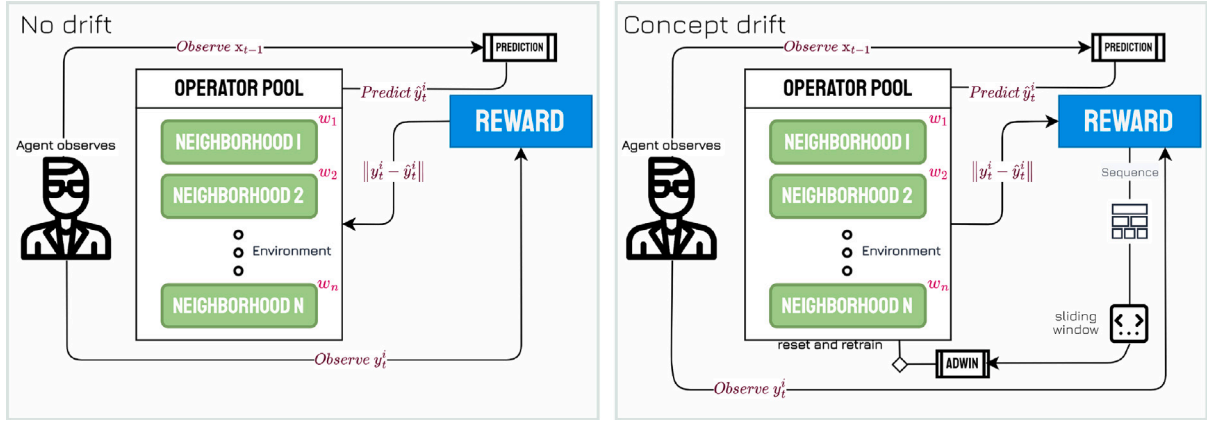 No drift
Observe x_{t-1}
PREDICTION
OPERATOR POOL
Predict ŷ_t^i
REWARD
w_1
NEIGHBORHOOD 1
Agent observes
‖y_t^i − ŷ_t^i‖
w_2
NEIGHBORHOOD 2
Environment
w_n
NEIGHBORHOOD N
Observe y_t^i
Concept drift
Observe x_{t-1}
PREDICTION
OPERATOR POOL
Predict ŷ_t^i
REWARD
w_1
NEIGHBORHOOD 1
Agent observes
‖y_t^i − ŷ_t^i‖
Sequence
w_2
NEIGHBORHOOD 2
Environment
w_n
NEIGHBORHOOD N
sliding
window
reset and retrain
ADWIN
Observe y_t^i